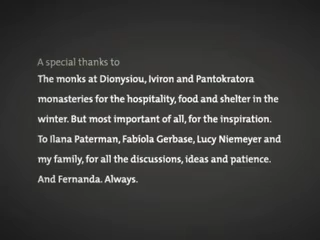 A special thanks to
The monks at Dionysiou, Iviron and Pantokratora
monasteries for the hospitality, food and shelter in the
winter. But most important of all, for the inspiration.
To Ilana Paterman, Fabiola Gerbase, Lucy Niemeyer and
my family, for all the discussions, ideas and patience.
And Fernanda. Always.